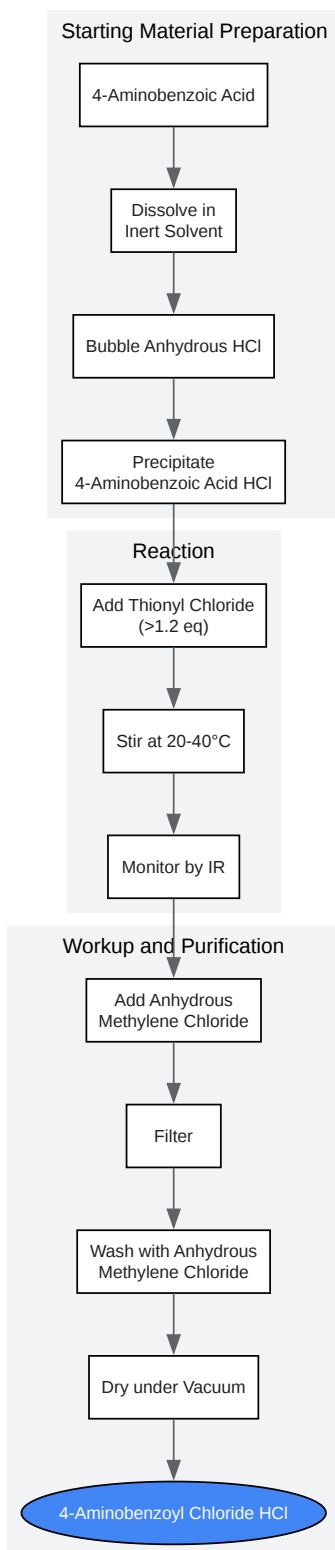 Starting Material Preparation
4-Aminobenzoic Acid
Dissolve in
Inert Solvent
Bubble Anhydrous HCl
Precipitate
4-Aminobenzoic Acid HCl
Reaction
Add Thionyl Chloride
(>1.2 eq)
Stir at 20-40°C
Monitor by IR
Workup and Purification
Add Anhydrous
Methylene Chloride
Filter
Wash with Anhydrous
Methylene Chloride
Dry under Vacuum
4-Aminobenzoyl Chloride HCl